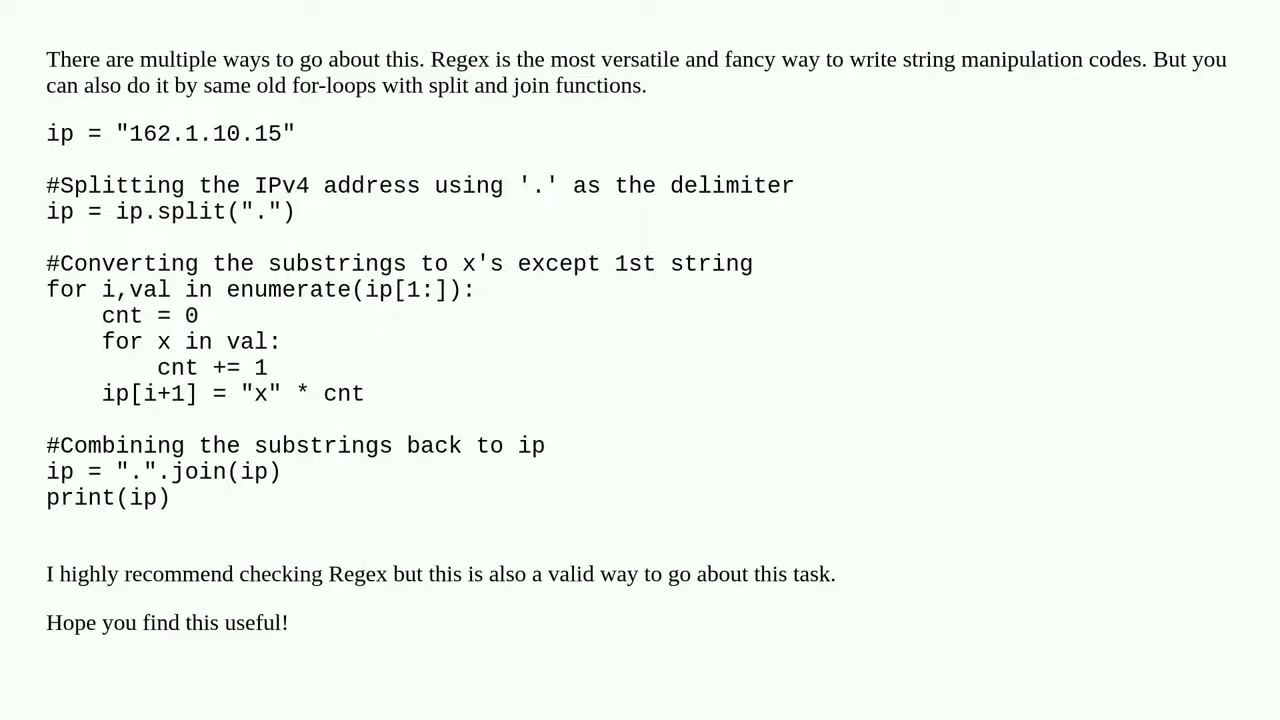 There are multiple ways to go about this. Regex is the most versatile and fancy way to write string manipulation codes. But you
can also do it by same old for-loops with split and join functions.
ip = "162.1.10.15"
#Splitting the IPv4 address using '.' as the delimiter
ip = ip.split(".")
#Converting the substrings to x's except 1st string
for i,val in enumerate(ip[1:]):
    cnt = 0
    for x in val:
        cnt += 1
    ip[i+1] = "x" * cnt
#Combining the substrings back to ip
ip = ".".join(ip)
print(ip)
I highly recommend checking Regex but this is also a valid way to go about this task.
Hope you find this useful!